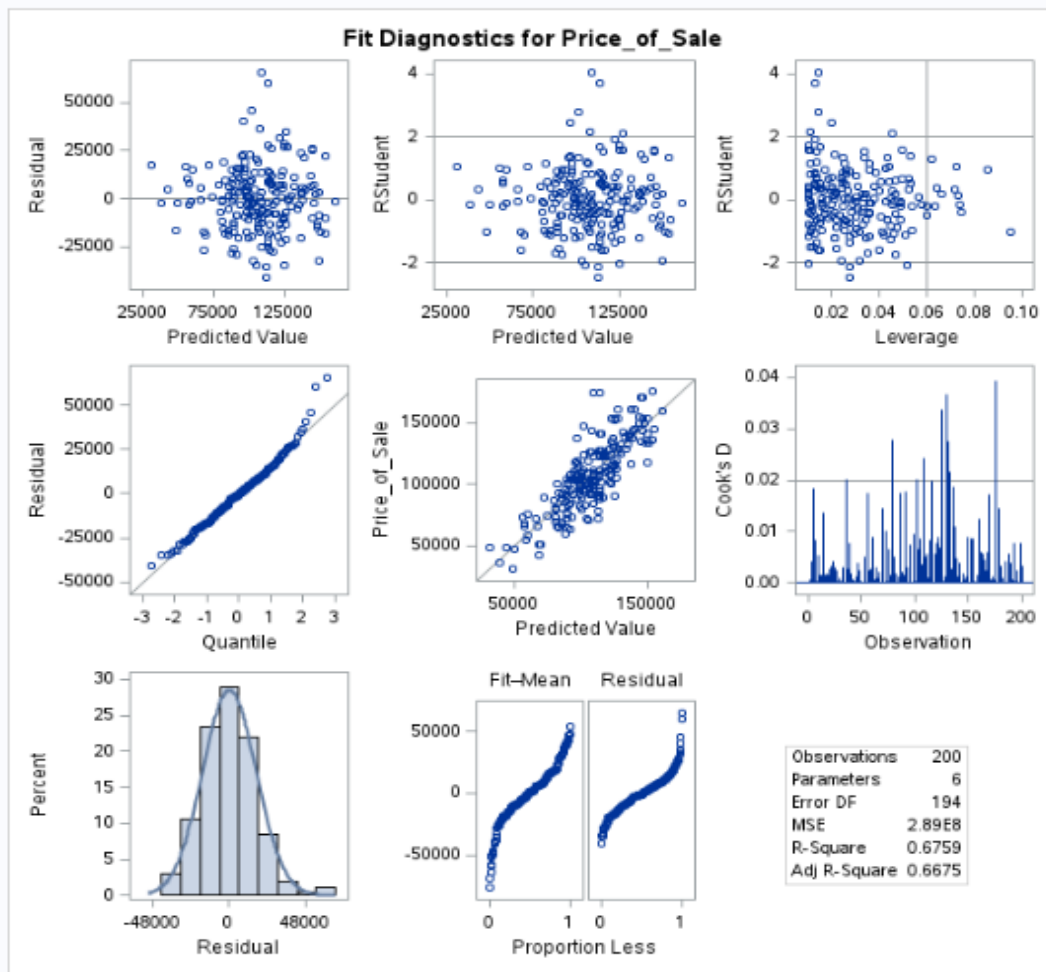 Fit Diagnostics for Price_of_Sale
Residual
50000
25000
0
-25000
25000 75000 125000
Predicted Value
RStudent
4
2
0
-2
25000 75000 125000
Predicted Value
RStudent
4
2
0
-2
0.02 0.04 0.06 0.08 0.10
Leverage
Residual
50000
25000
0
-25000
-50000
-3 -2 -1 0 1 2 3
Quantile
Price_of_Sale
150000
100000
50000
50000 150000
Predicted Value
Cook's D
0.04
0.03
0.02
0.01
0.00
0 50 100 150 200
Observation
Percent
30
25
20
15
10
5
0
-48000 0 48000
Residual
Fit–Mean Residual
50000
0
-50000
0 1 0 1
Proportion Less
Observations 200
Parameters 6
Error DF 194
MSE 2.89E8
R-Square 0.6759
Adj R-Square 0.6675